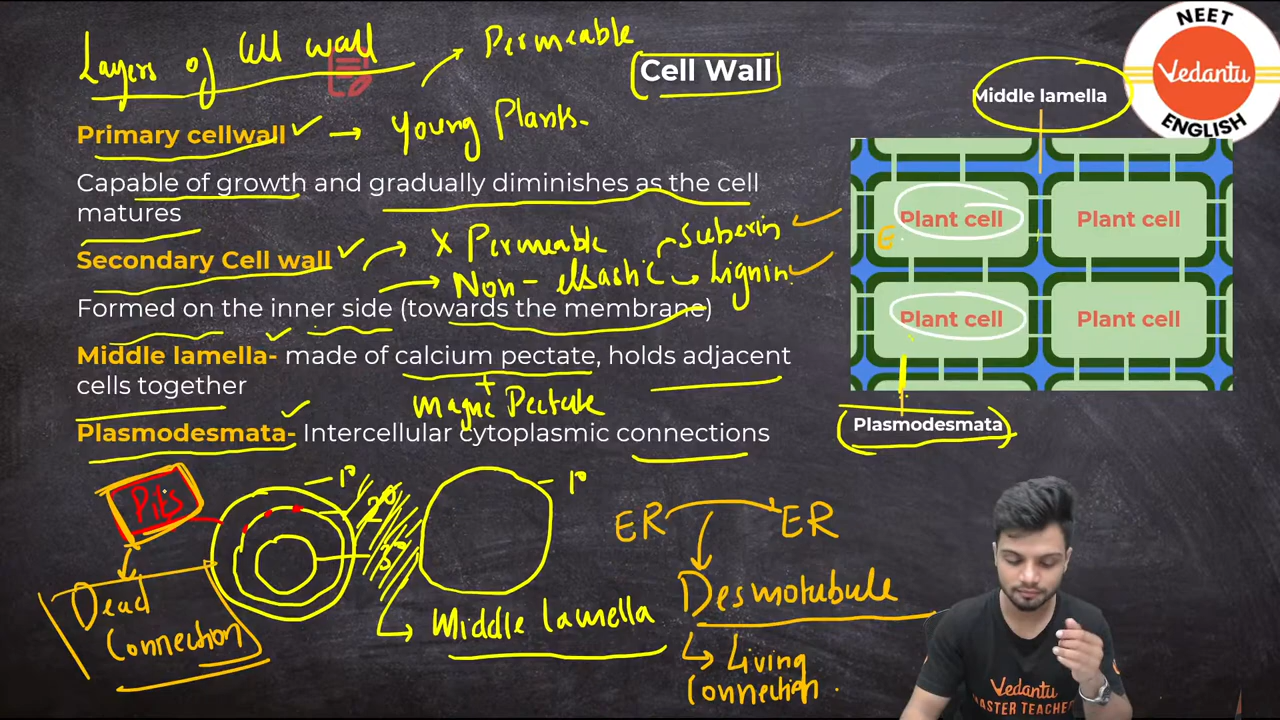 Layers of Cell wall
Permeable
Cell Wall
Primary cellwall → Young Plants.
Capable of growth and gradually diminishes as the cell
matures
Secondary Cell wall → X Permeable
→ Non-elsastic
Suberin
Lignin
Formed on the inner side (towards the membrane)
Middle lamella- made of calcium pectate, holds adjacent
cells together
+
Magne Pectate
Plasmodesmata- Intercellular cytoplasmic connections
Pits
Dead
Connection
1°
2°
3°
1°
Middle lamella
ER
ER
Desmotubule
Living
Connection.
Middle lamella
Plant cell
Plant cell
Plant cell
Plant cell
Plasmodesmata
NEET
Vedantu
ENGLISH
Vedantu
MASTER TEACHER